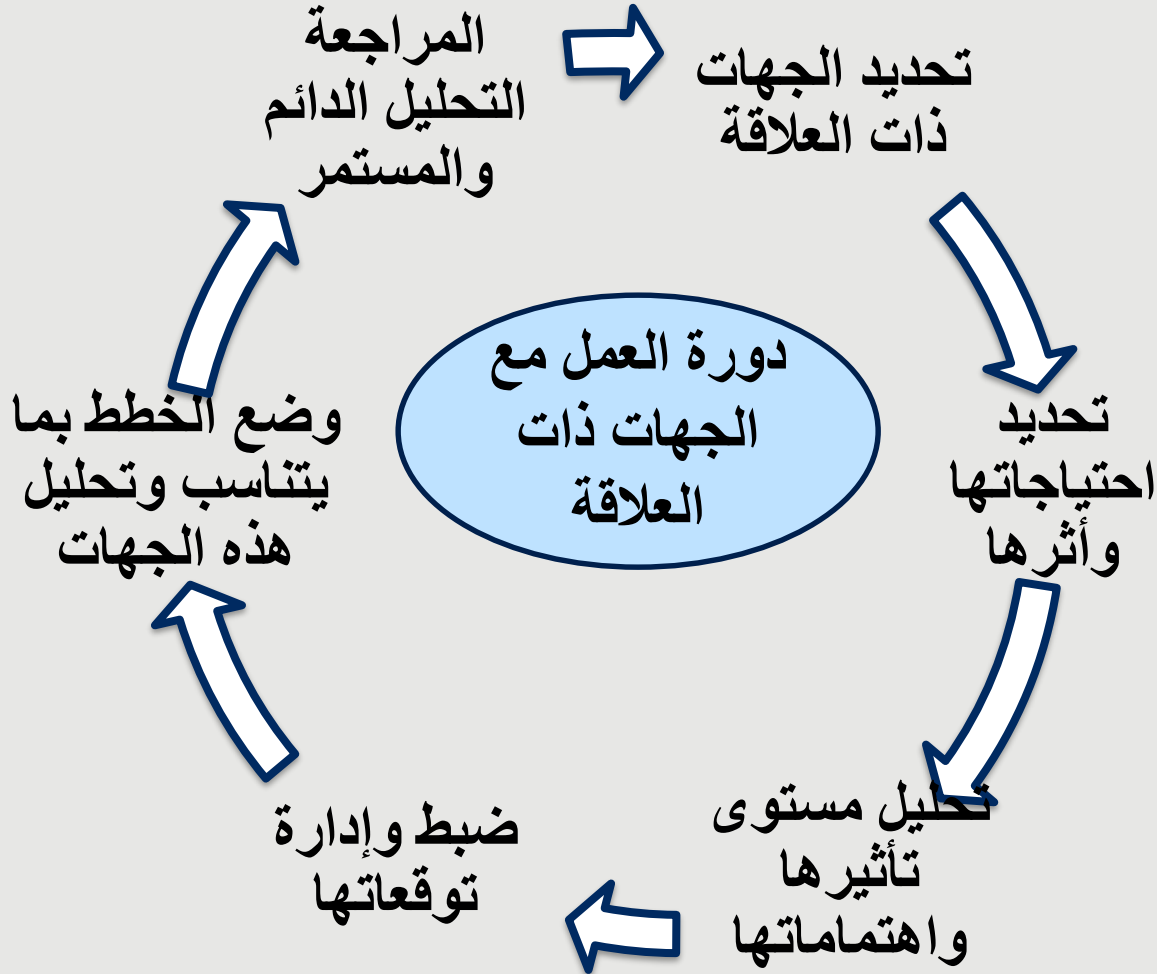 المراجعة
التحليل الدائم
والمستمر
تحديد الجهات
ذات العلاقة
تحديد
احتياجاتها
وأثرها
تحليل مستوى
تأثيرها
واهتماماتها
ضبط وإدارة
توقعاتها
وضع الخطط بما
يتناسب وتحليل
هذه الجهات
دورة العمل مع
الجهات ذات
العلاقة